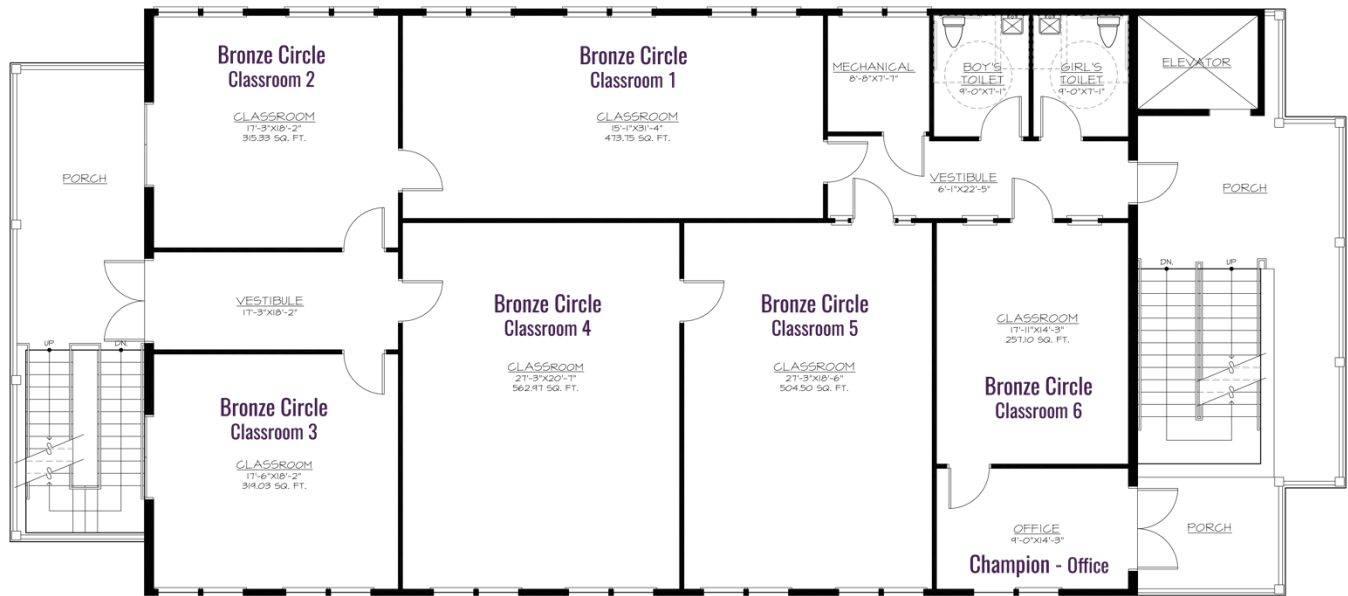 Bronze Circle
Classroom 2
CLASSROOM
17'-3"X18'-2"
315.33 SQ. FT.
Bronze Circle
Classroom 1
CLASSROOM
15'-1"X31'-4"
473.75 SQ. FT.
MECHANICAL
8'-8"X7'-7"
BOY'S
TOILET
9'-0"X7'-1"
GIRL'S
TOILET
9'-0"X7'-1"
ELEVATOR
PORCH
VESTIBULE
6'-1"X22'-5"
PORCH
VESTIBULE
17'-3"X18'-2"
UP
DN.
Bronze Circle
Classroom 3
CLASSROOM
17'-6"X18'-2"
319.03 SQ. FT.
Bronze Circle
Classroom 4
CLASSROOM
27'-3"X20'-7"
562.97 SQ. FT.
Bronze Circle
Classroom 5
CLASSROOM
27'-3"X18'-6"
504.50 SQ. FT.
CLASSROOM
17'-11"X14'-3"
257.10 SQ. FT.
Bronze Circle
Classroom 6
DN.
UP
OFFICE
9'-0"X14'-3"
Champion - Office
PORCH